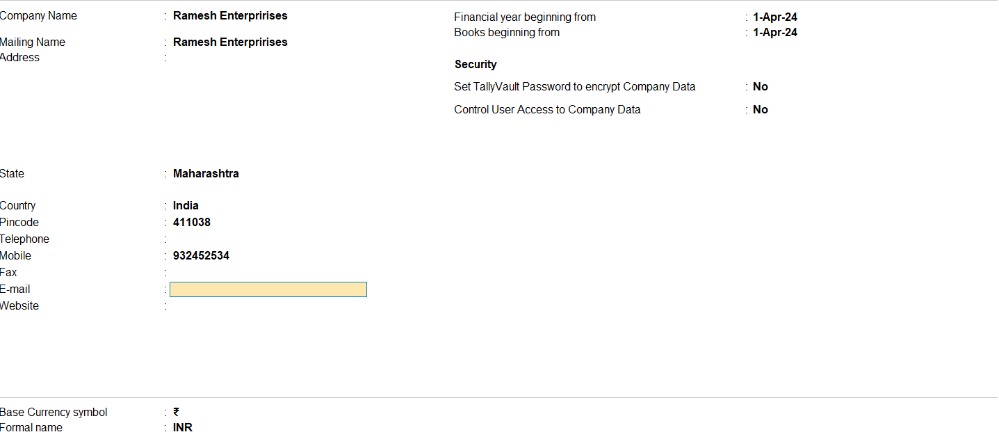 Company Name : Ramesh Enterpririses
Mailing Name : Ramesh Enterpririses
Address :
State : Maharashtra
Country : India
Pincode : 411038
Telephone :
Mobile : 932452534
Fax :
E-mail :
Website :
Financial year beginning from : 1-Apr-24
Books beginning from : 1-Apr-24
Security
Set TallyVault Password to encrypt Company Data : No
Control User Access to Company Data : No
Base Currency symbol : ₹
Formal name : INR